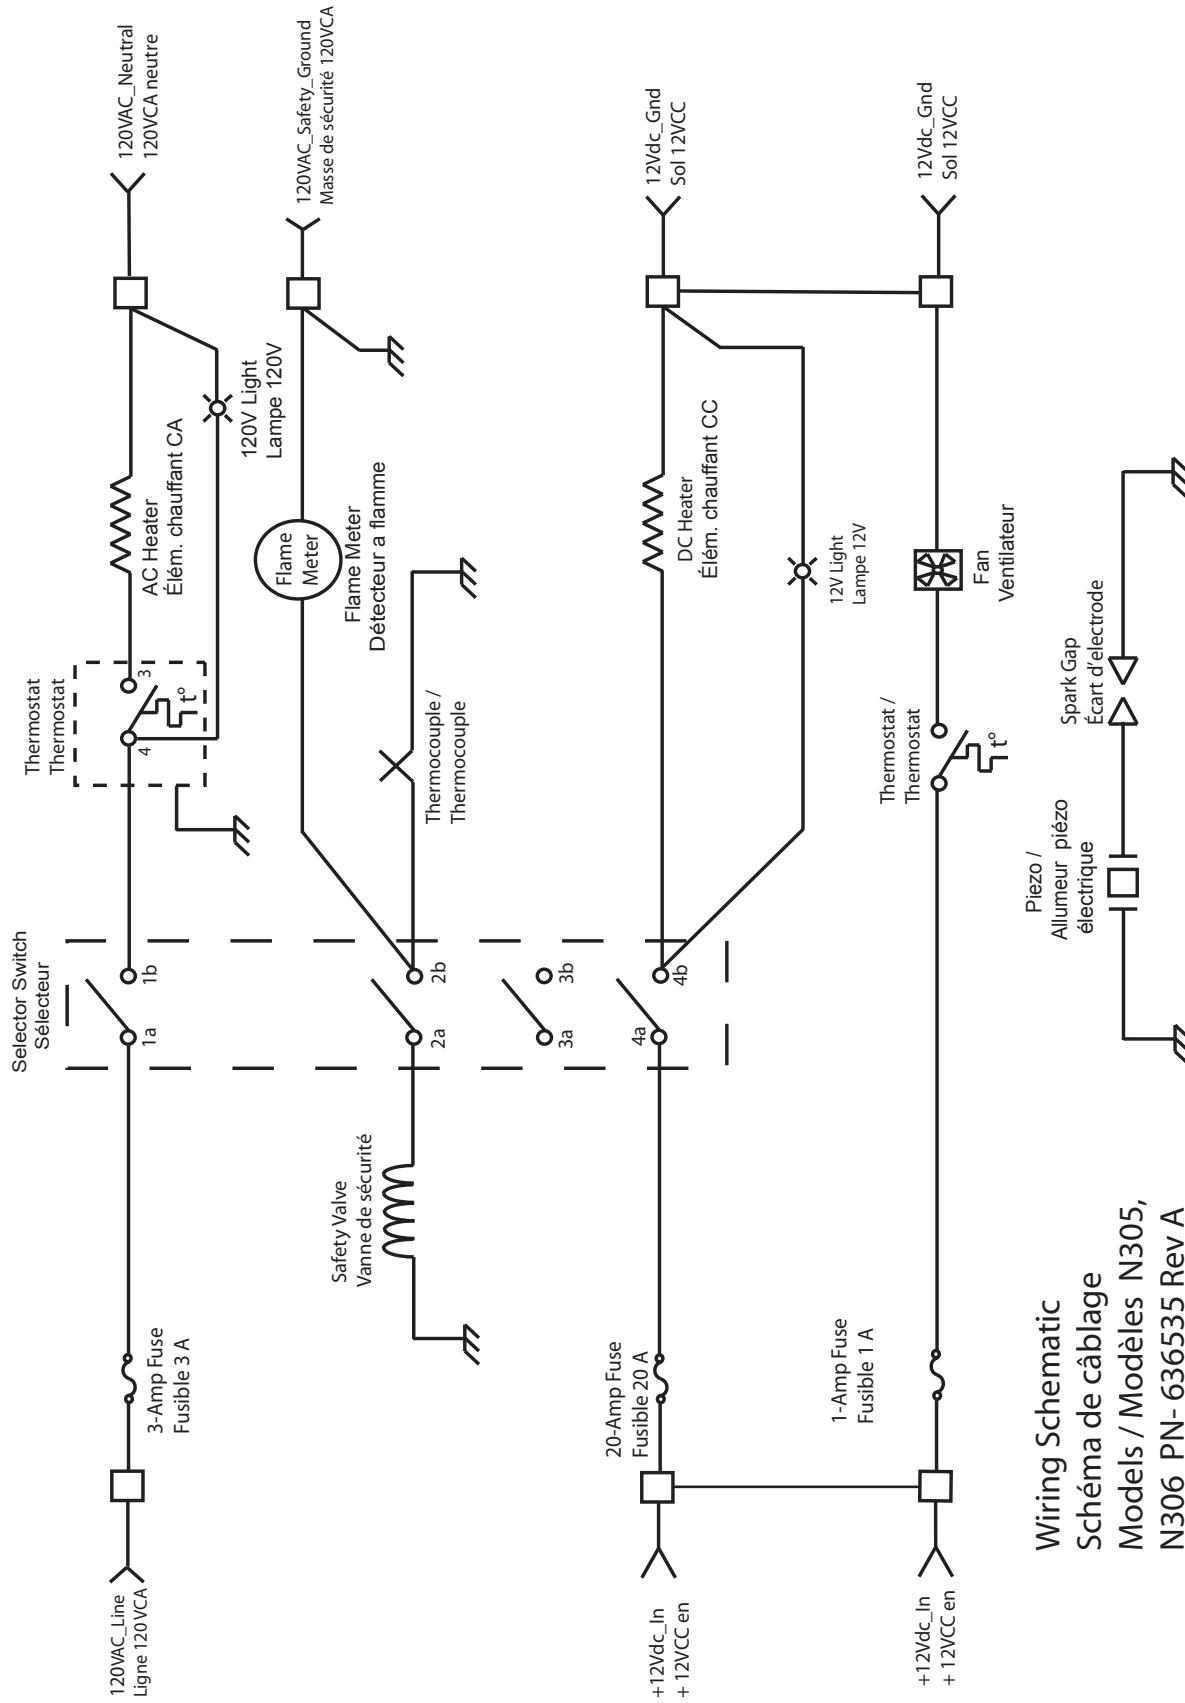 Selector Switch
Sélecteur
Thermostat
Thermostat
120VAC_Line
Ligne 120 VCA
3-Amp Fuse
Fusible 3 A
1a
1b
4
3
t°
AC Heater
Élém. chauffant CA
120V Light
Lampe 120V
120VAC_Neutral
120VCA neutre
Safety Valve
Vanne de sécurité
2a
2b
Thermocouple /
Thermocouple
Flame
Meter
Flame Meter
Détecteur a flamme
120VAC_Safety_Ground
Masse de sécurité 120VCA
3a
3b
+12Vdc_In
+ 12VCC en
20-Amp Fuse
Fusible 20 A
4a
4b
DC Heater
Élém. chauffant CC
12V Light
Lampe 12V
12Vdc_Gnd
Sol 12VCC
+12Vdc_In
+ 12VCC en
1-Amp Fuse
Fusible 1 A
Thermostat /
Thermostat
t°
Fan
Ventilateur
12Vdc_Gnd
Sol 12VCC
Piezo /
Allumeur piézo
électrique
Spark Gap
Écart d'electrode
Wiring Schematic
Schéma de câblage
Models / Modèles N305,
N306 PN- 636535 Rev A